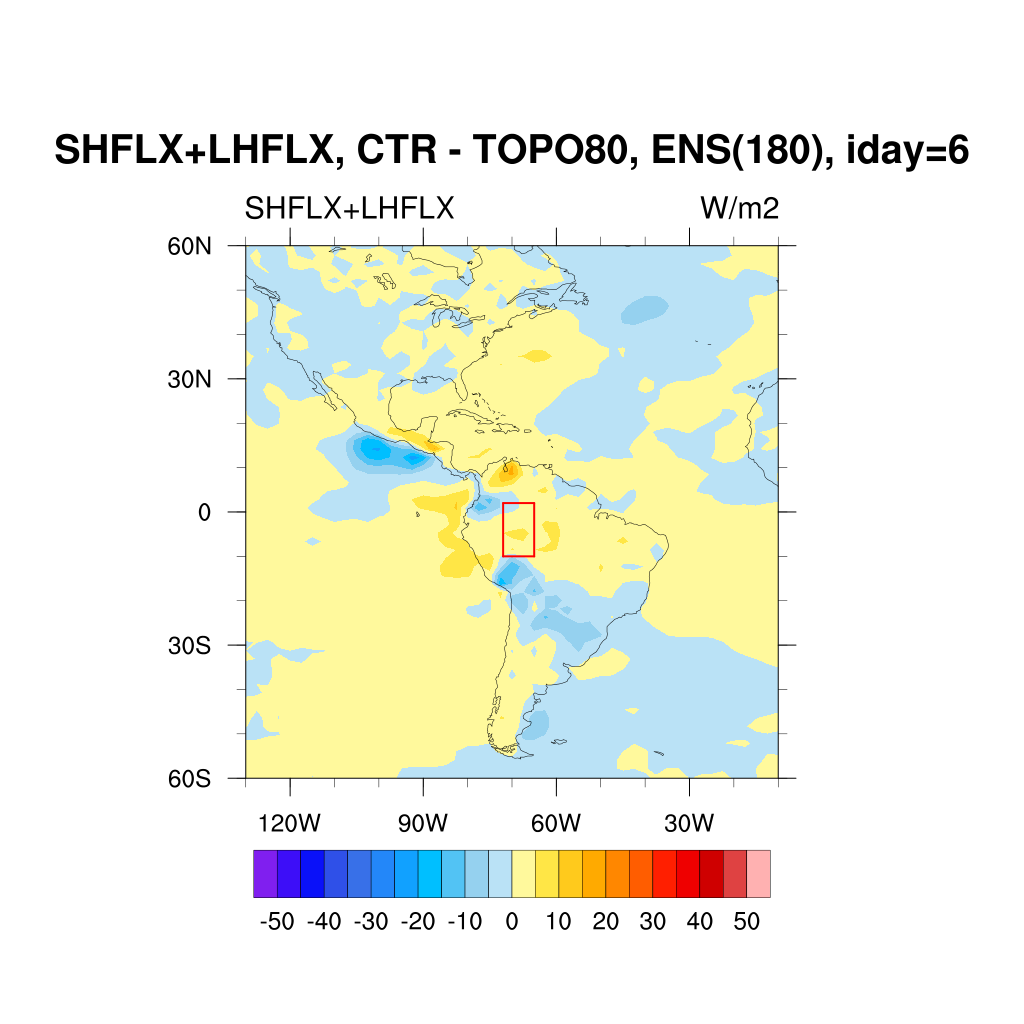 SHFLX+LHFLX, CTR - TOPO80, ENS(180), iday=6
SHFLX+LHFLX W/m2
60N
30N
0
30S
60S
120W 90W 60W 30W
-50 -40 -30 -20 -10 0 10 20 30 40 50